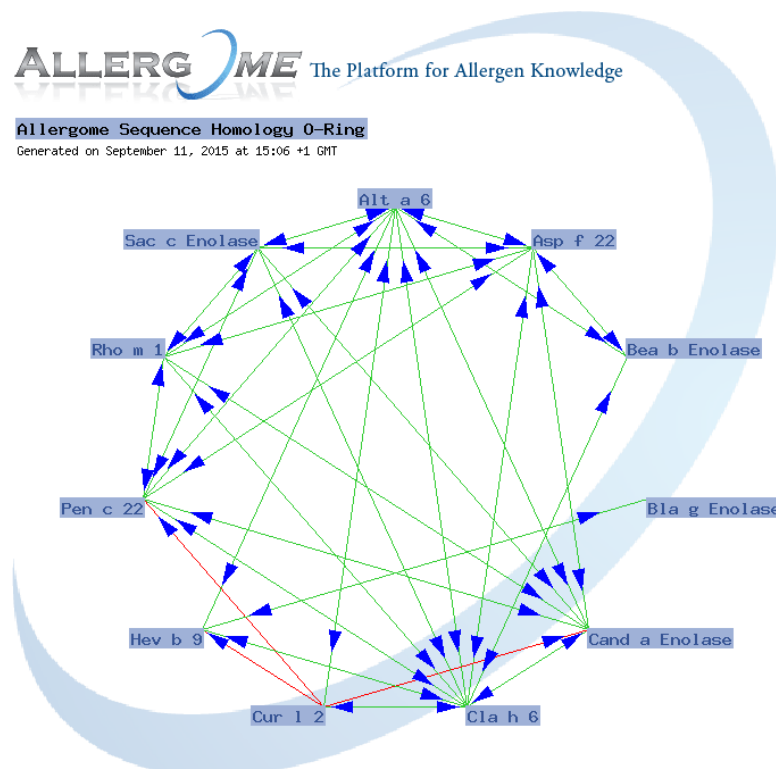 ALLERGOME The Platform for Allergen Knowledge
Allergome Sequence Homology O-Ring
Generated on September 11, 2015 at 15:06 +1 GMT
Alt a 6
Sac c Enolase
Asp f 22
Rho m 1
Bea b Enolase
Pen c 22
Bla g Enolase
Hev b 9
Cand a Enolase
Cur l 2
Cla h 6